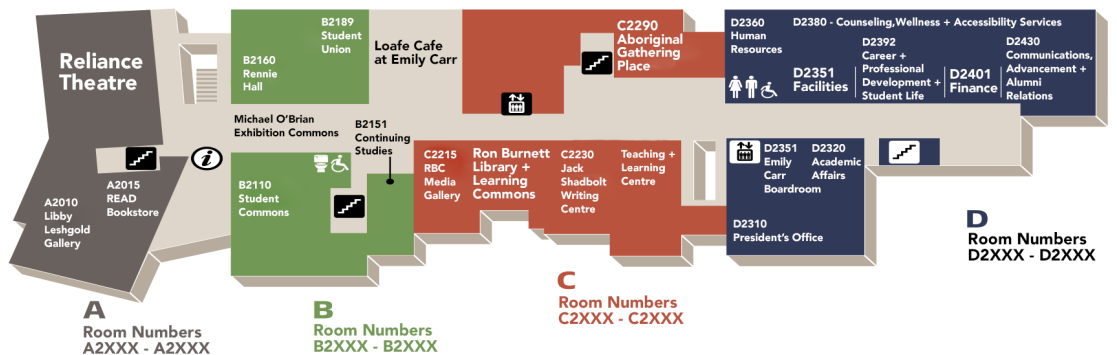 Reliance
Theatre
A2010
Libby
Leshgold
Gallery
A2015
READ
Bookstore
i
A
Room Numbers
A2XXX - A2XXX
B2160
Rennie
Hall
B2189
Student
Union
Loafe Cafe
at Emily Carr
Michael O'Brian
Exhibition Commons
B2151
Continuing
Studies
B2110
Student
Commons
B
Room Numbers
B2XXX - B2XXX
C2290
Aboriginal
Gathering
Place
C2215
RBC
Media
Gallery
Ron Burnett
Library +
Learning
Commons
C2230
Jack
Shadbolt
Writing
Centre
Teaching +
Learning
Centre
C
Room Numbers
C2XXX - C2XXX
D2360
Human
Resources
D2380 - Counseling,Wellness + Accessibility Services
D2351
Facilities
D2392
Career +
Professional
Development +
Student Life
D2401
Finance
D2430
Communications,
Advancement +
Alumni
Relations
D2351
Emily
Carr
Boardroom
D2320
Academic
Affairs
D2310
President's Office
D
Room Numbers
D2XXX - D2XXX